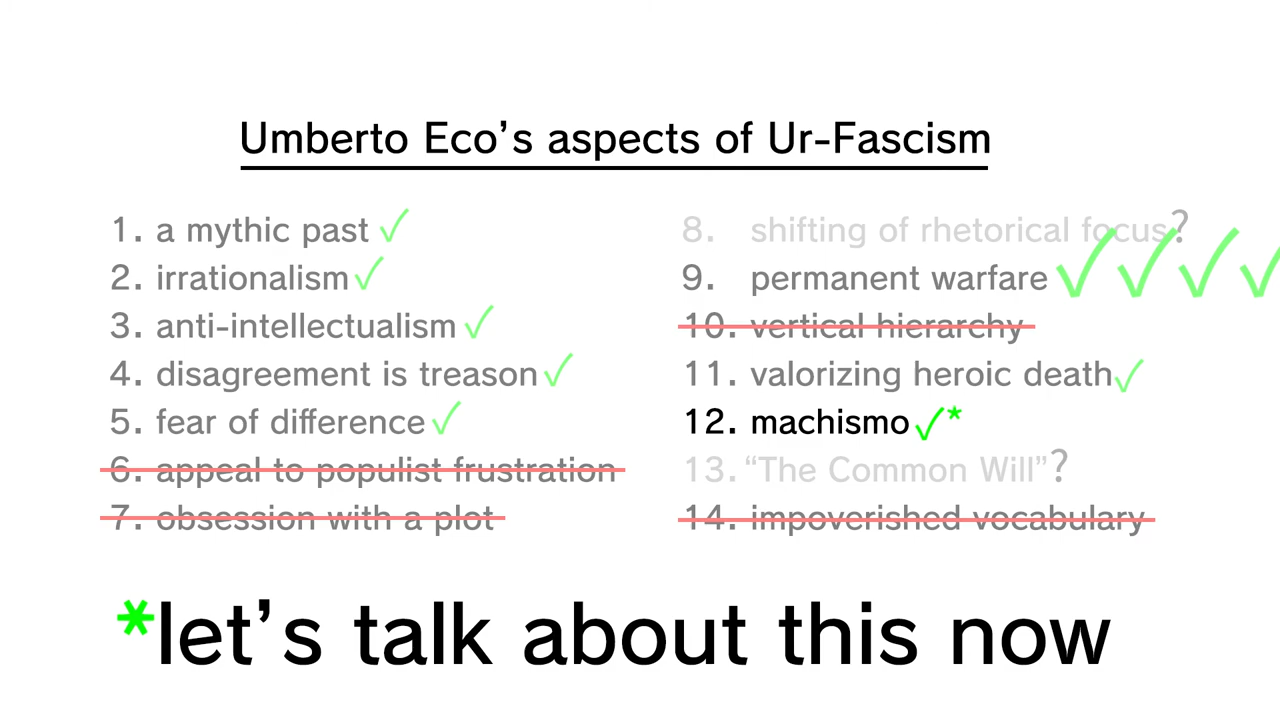 Umberto Eco’s aspects of Ur-Fascism
1. a mythic past ✓
2. irrationalism ✓
3. anti-intellectualism ✓
4. disagreement is treason ✓
5. fear of difference ✓
6. appeal to populist frustration
7. obsession with a plot
8. shifting of rhetorical focus?
9. permanent warfare ✓ ✓ ✓ ✓
10. vertical hierarchy
11. valorizing heroic death ✓
12. machismo ✓*
13. “The Common Will”?
14. impoverished vocabulary
*let’s talk about this now